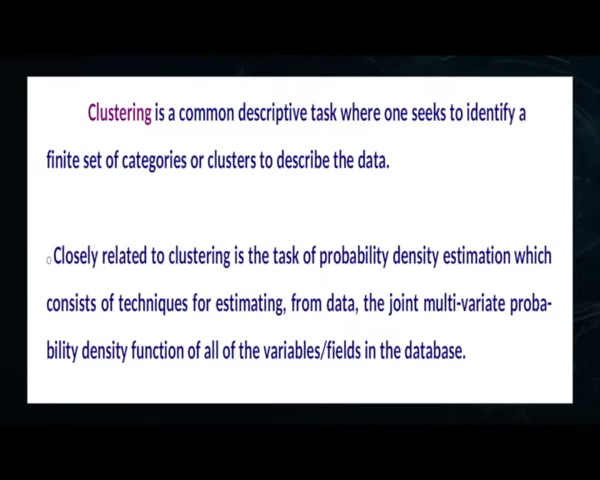 Clustering is a common descriptive task where one seeks to identify a
finite set of categories or clusters to describe the data.
○Closely related to clustering is the task of probability density estimation which
consists of techniques for estimating, from data, the joint multi-variate proba-
bility density function of all of the variables/fields in the database.